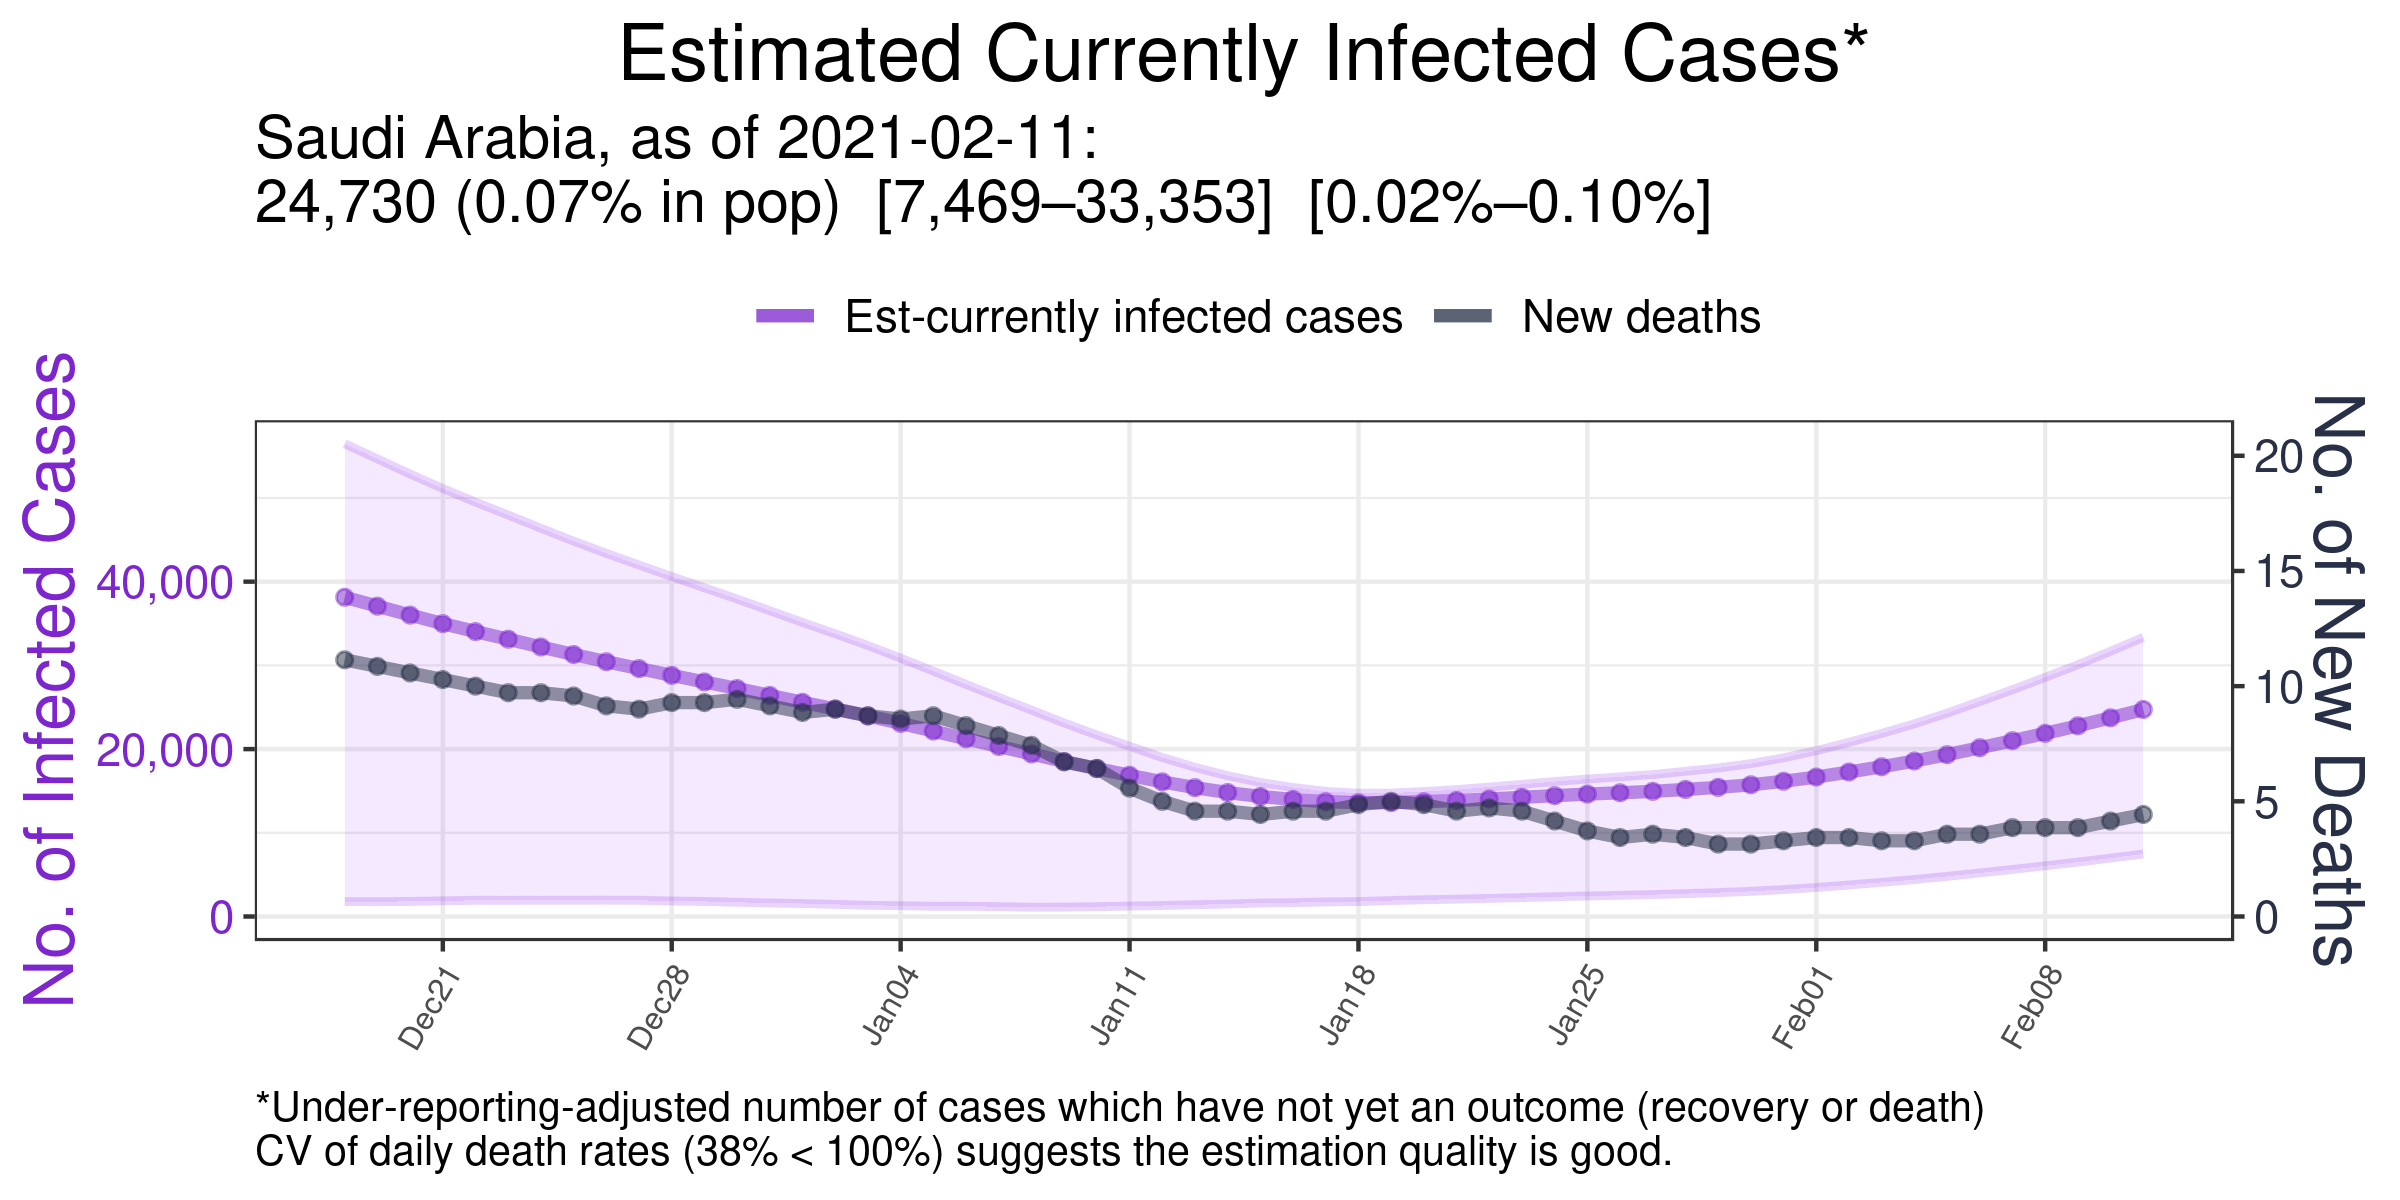 Estimated Currently Infected Cases*
Saudi Arabia, as of 2021-02-11:
24,730 (0.07% in pop)  [7,469–33,353]  [0.02%–0.10%]
Est-currently infected cases
New deaths
No. of Infected Cases
40,000
20,000
0
20
15
10
5
0
No. of New Deaths
Dec21
Dec28
Jan04
Jan11
Jan18
Jan25
Feb01
Feb08
*Under-reporting-adjusted number of cases which have not yet an outcome (recovery or death)
CV of daily death rates (38% < 100%) suggests the estimation quality is good.